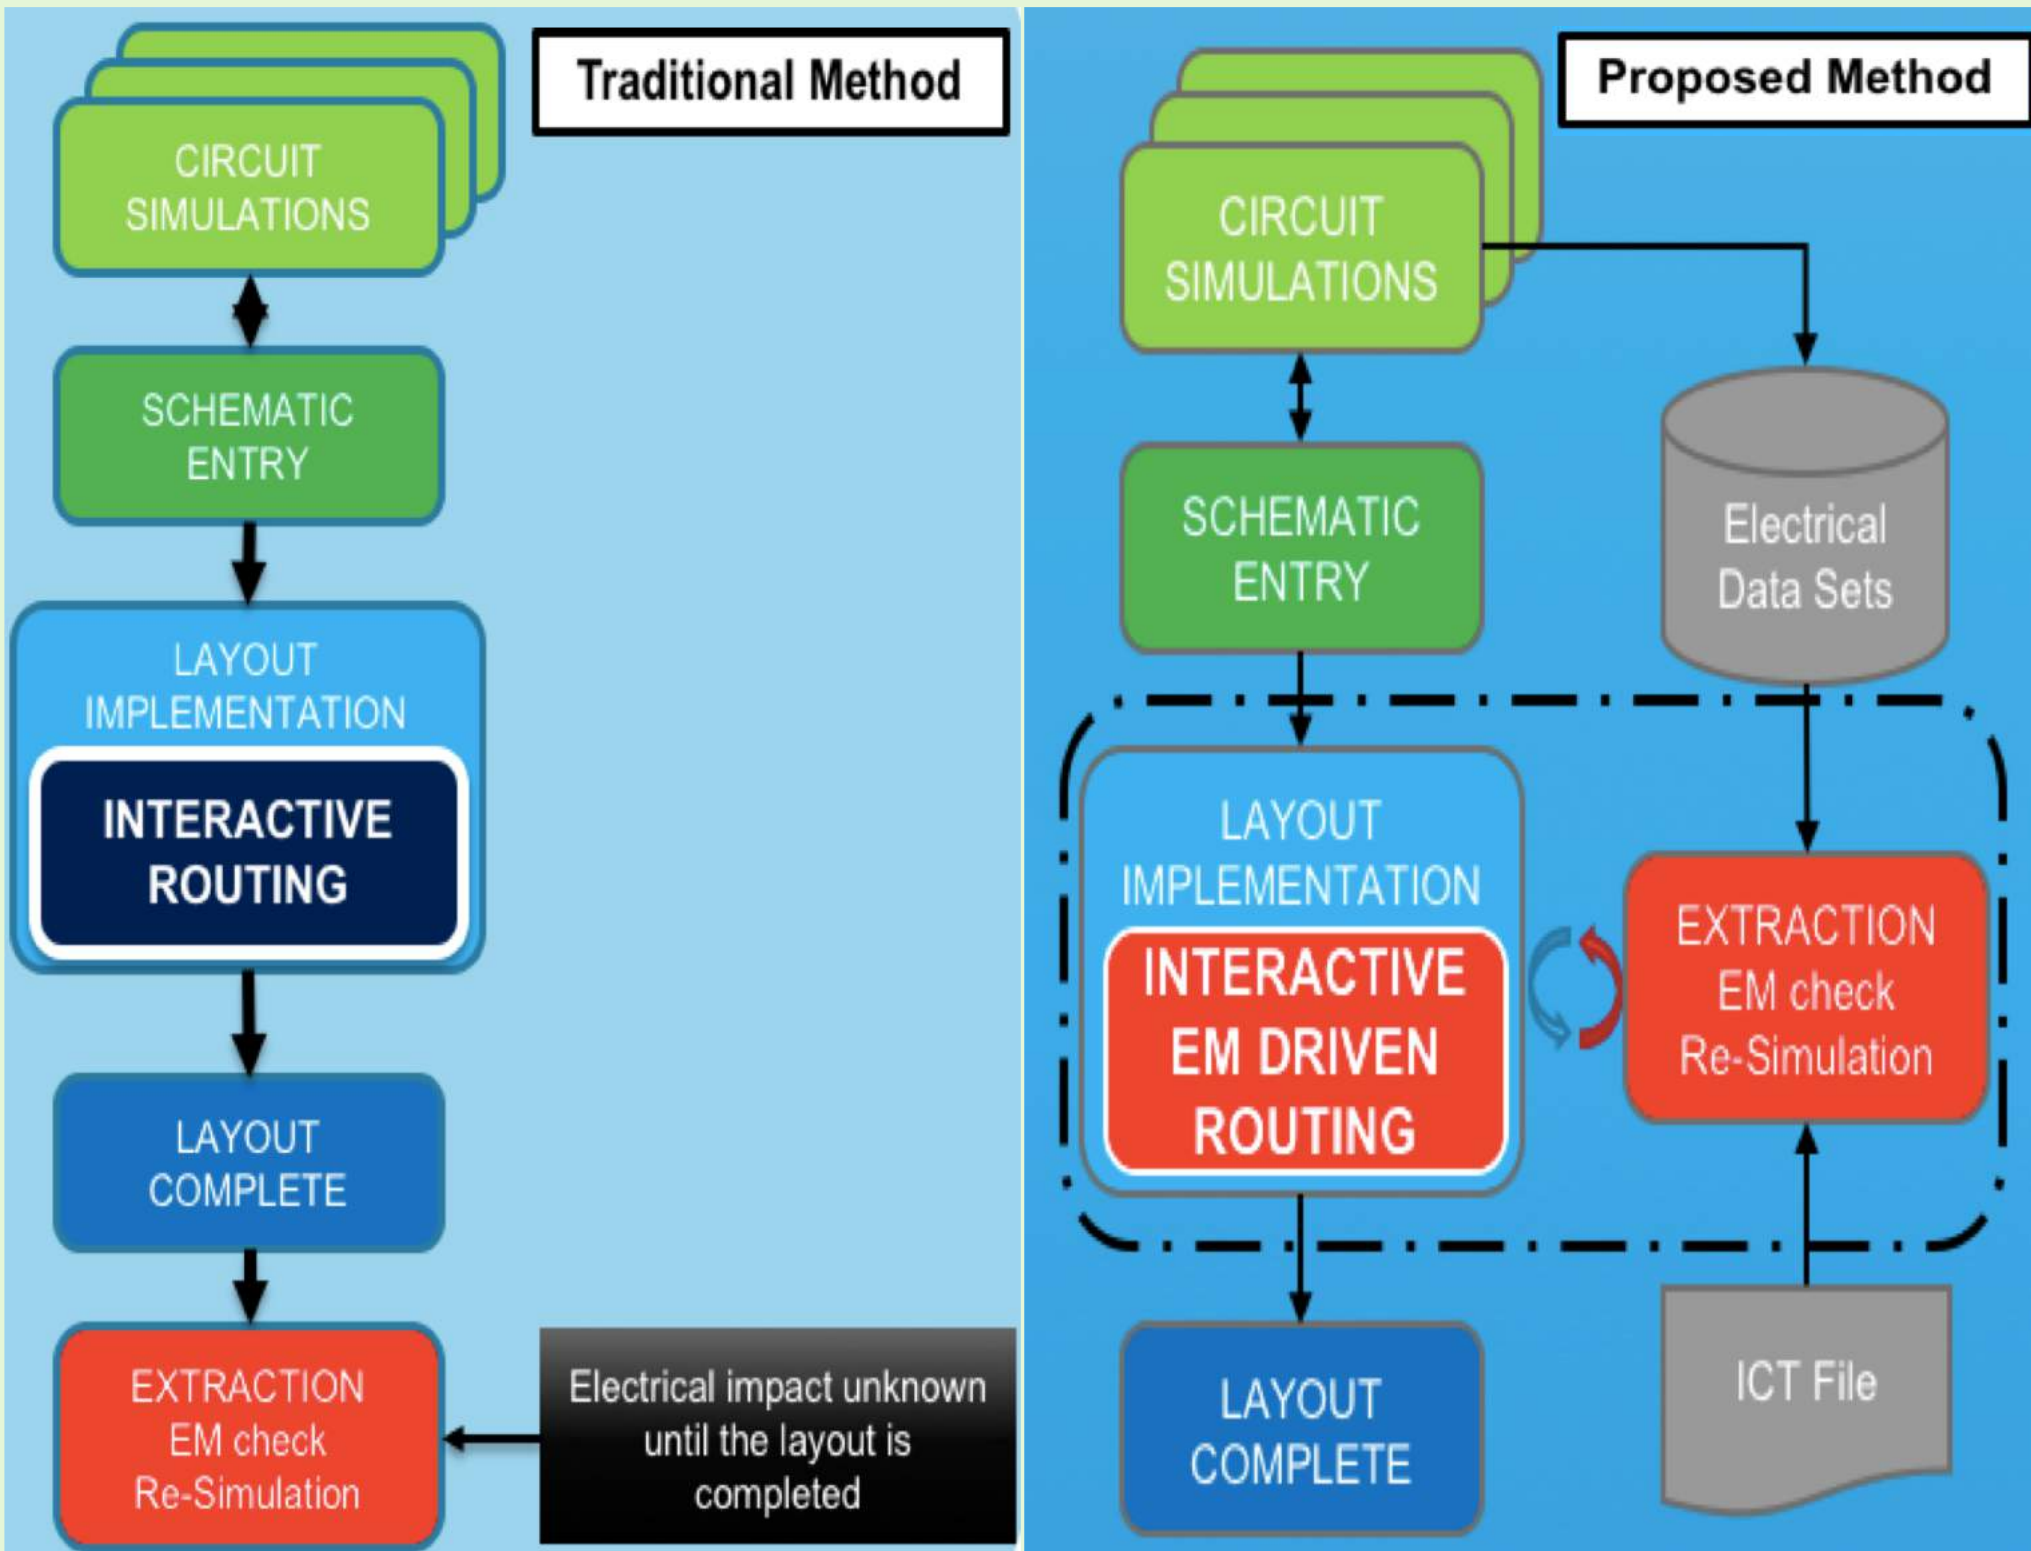 Traditional Method
CIRCUIT
SIMULATIONS
SCHEMATIC
ENTRY
LAYOUT
IMPLEMENTATION
INTERACTIVE
ROUTING
LAYOUT
COMPLETE
EXTRACTION
EM check
Re-Simulation
Electrical impact unknown
until the layout is
completed
Proposed Method
CIRCUIT
SIMULATIONS
SCHEMATIC
ENTRY
Electrical
Data Sets
LAYOUT
IMPLEMENTATION
INTERACTIVE
EM DRIVEN
ROUTING
EXTRACTION
EM check
Re-Simulation
LAYOUT
COMPLETE
ICT File